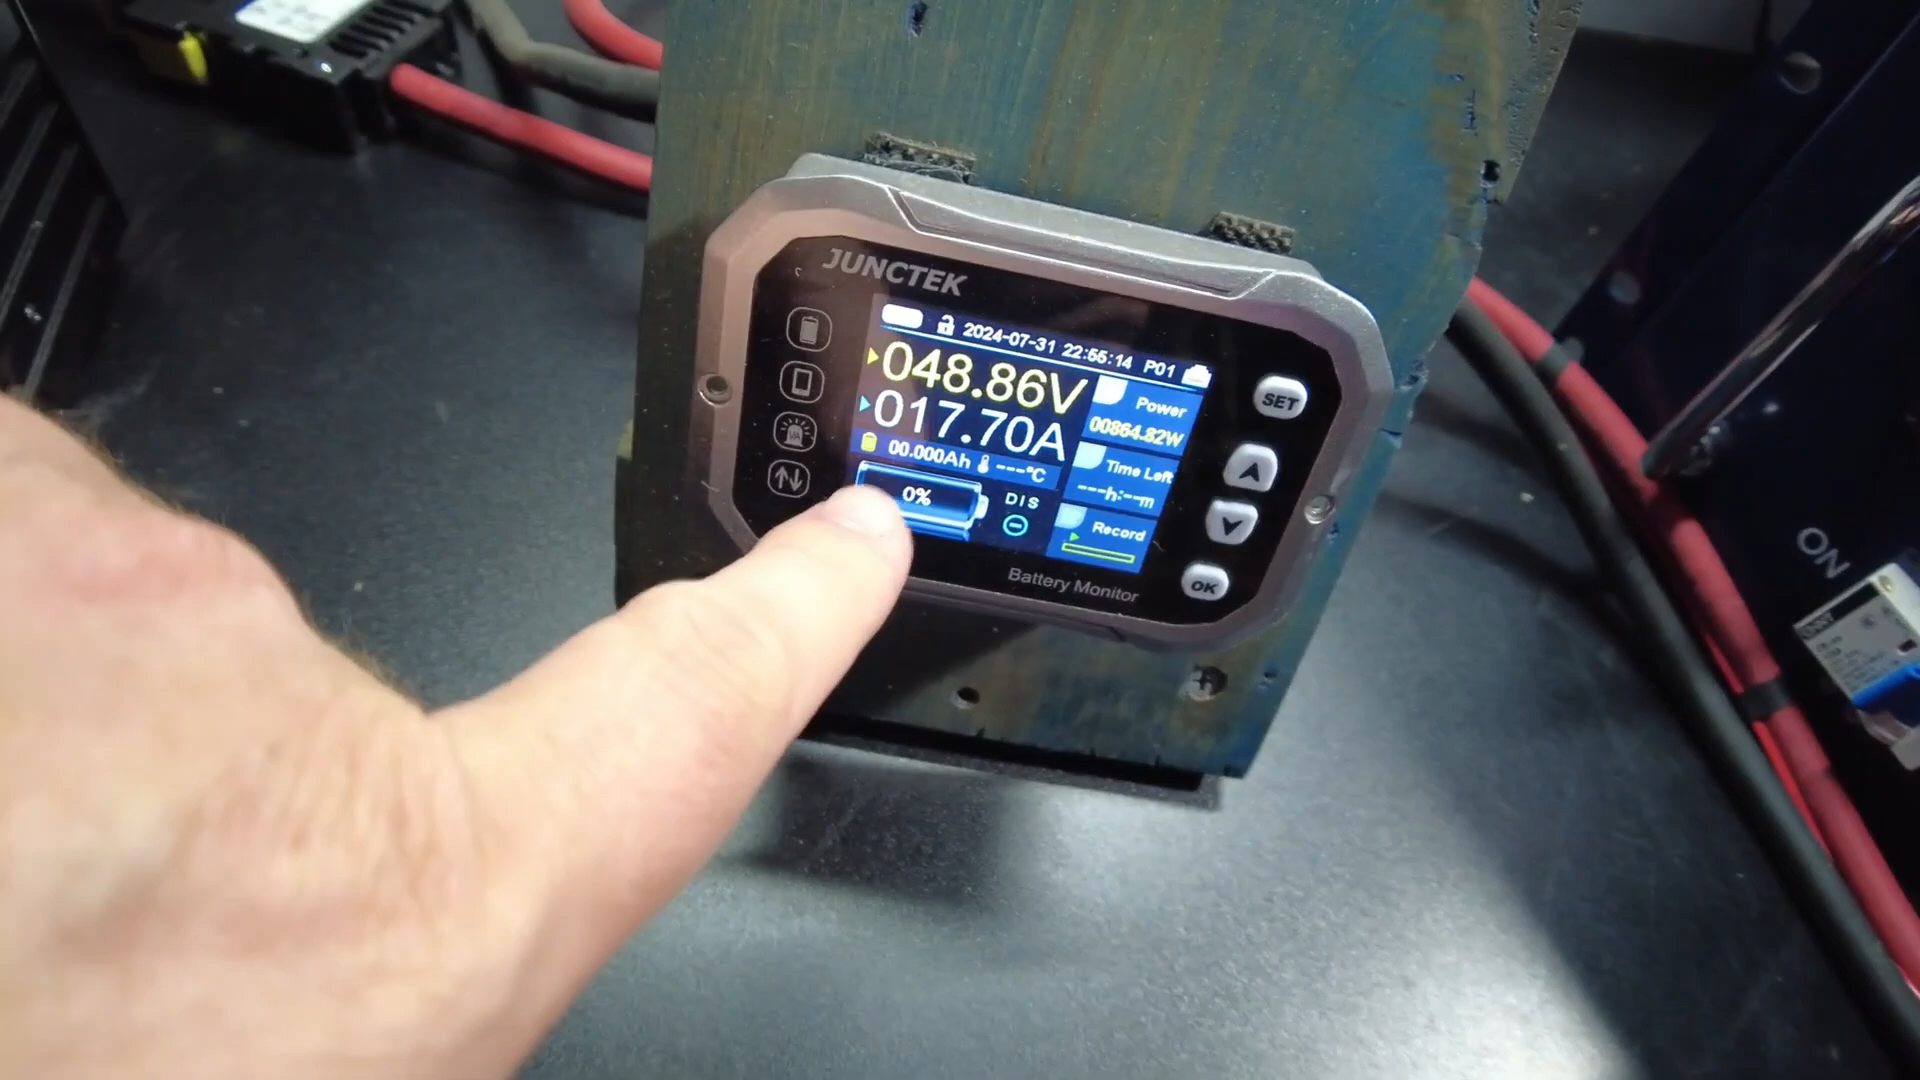 JUNCTEK
2024-07-31 22:55:14 P01
048.86V
017.70A
00.000Ah ---°C
0%
DIS
Power
00864.82W
Time Left
---h:--m
Record
SET
OK
Battery Monitor
ON